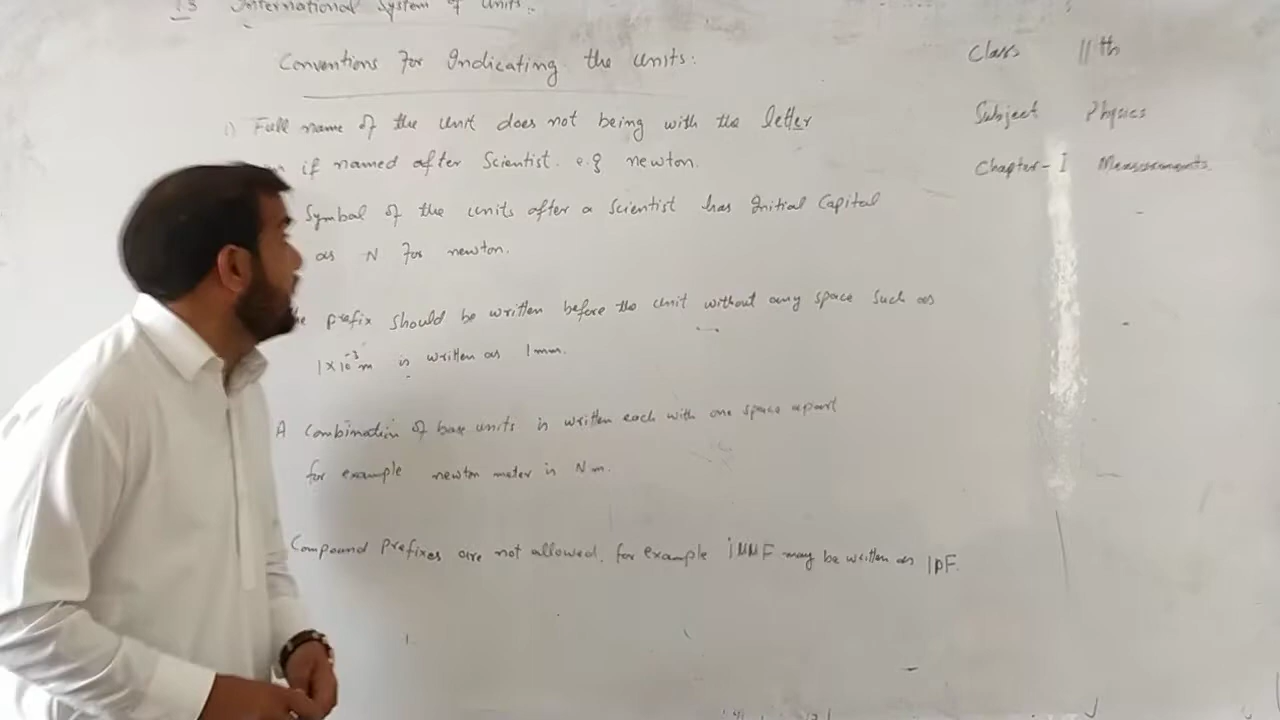 1.3 International System of Units.
Conventions For Indicating the Units:
Class 11th
Subject Physics
Chapter-I Measurements.
i) Full name of the Unit does not being with the letter
if named after Scientist. e.g newton.
Symbal of the units after a Scientist has Initial Capital
as N For newton.
prefix should be written before the unit without any space such as
1×10⁻³m is written as 1mm.
A Combination of base units is written each with one space apart
for example newton meter is N m.
Compound Prefixes are not allowed. for example 1µµF may be written as 1pF.